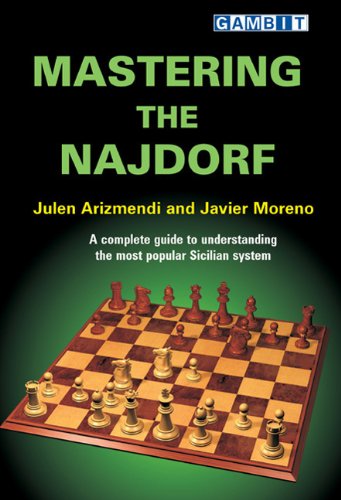 GAMBIT
MASTERING
THE
NAJDORF
Julen Arizmendi and Javier Moreno
A complete guide to understanding
the most popular Sicilian system